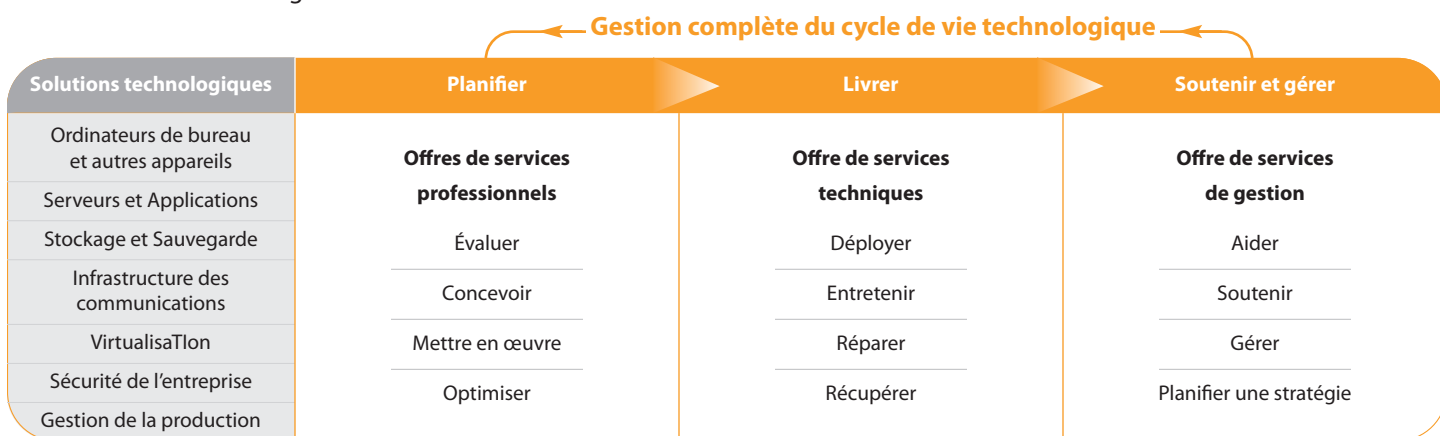 Gestion complète du cycle de vie technologique
Solutions technologiques
Planifier
Livrer
Soutenir et gérer
Ordinateurs de bureau
et autres appareils
Serveurs et Applications
Stockage et Sauvegarde
Infrastructure des
communications
VirtualisaTIon
Sécurité de l'entreprise
Gestion de la production
Offres de services
professionnels
Évaluer
Concevoir
Mettre en œuvre
Optimiser
Offre de services
techniques
Déployer
Entretenir
Réparer
Récupérer
Offre de services
de gestion
Aider
Soutenir
Gérer
Planifier une stratégie